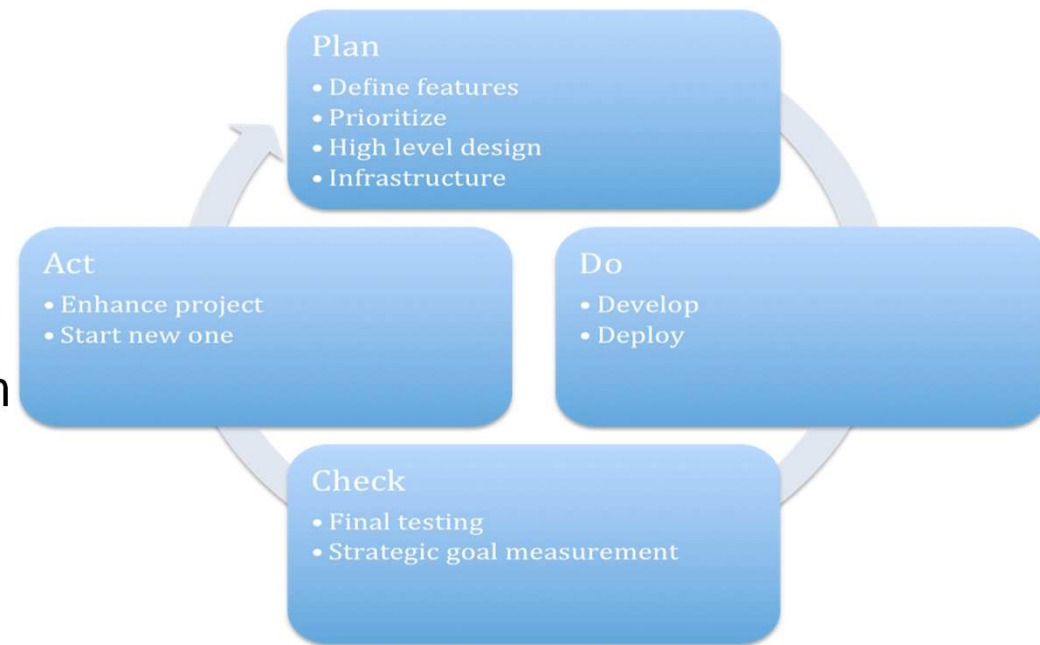 Plan
• Define features
• Prioritize
• High level design
• Infrastructure
Do
• Develop
• Deploy
Check
• Final testing
• Strategic goal measurement
Act
• Enhance project
• Start new one